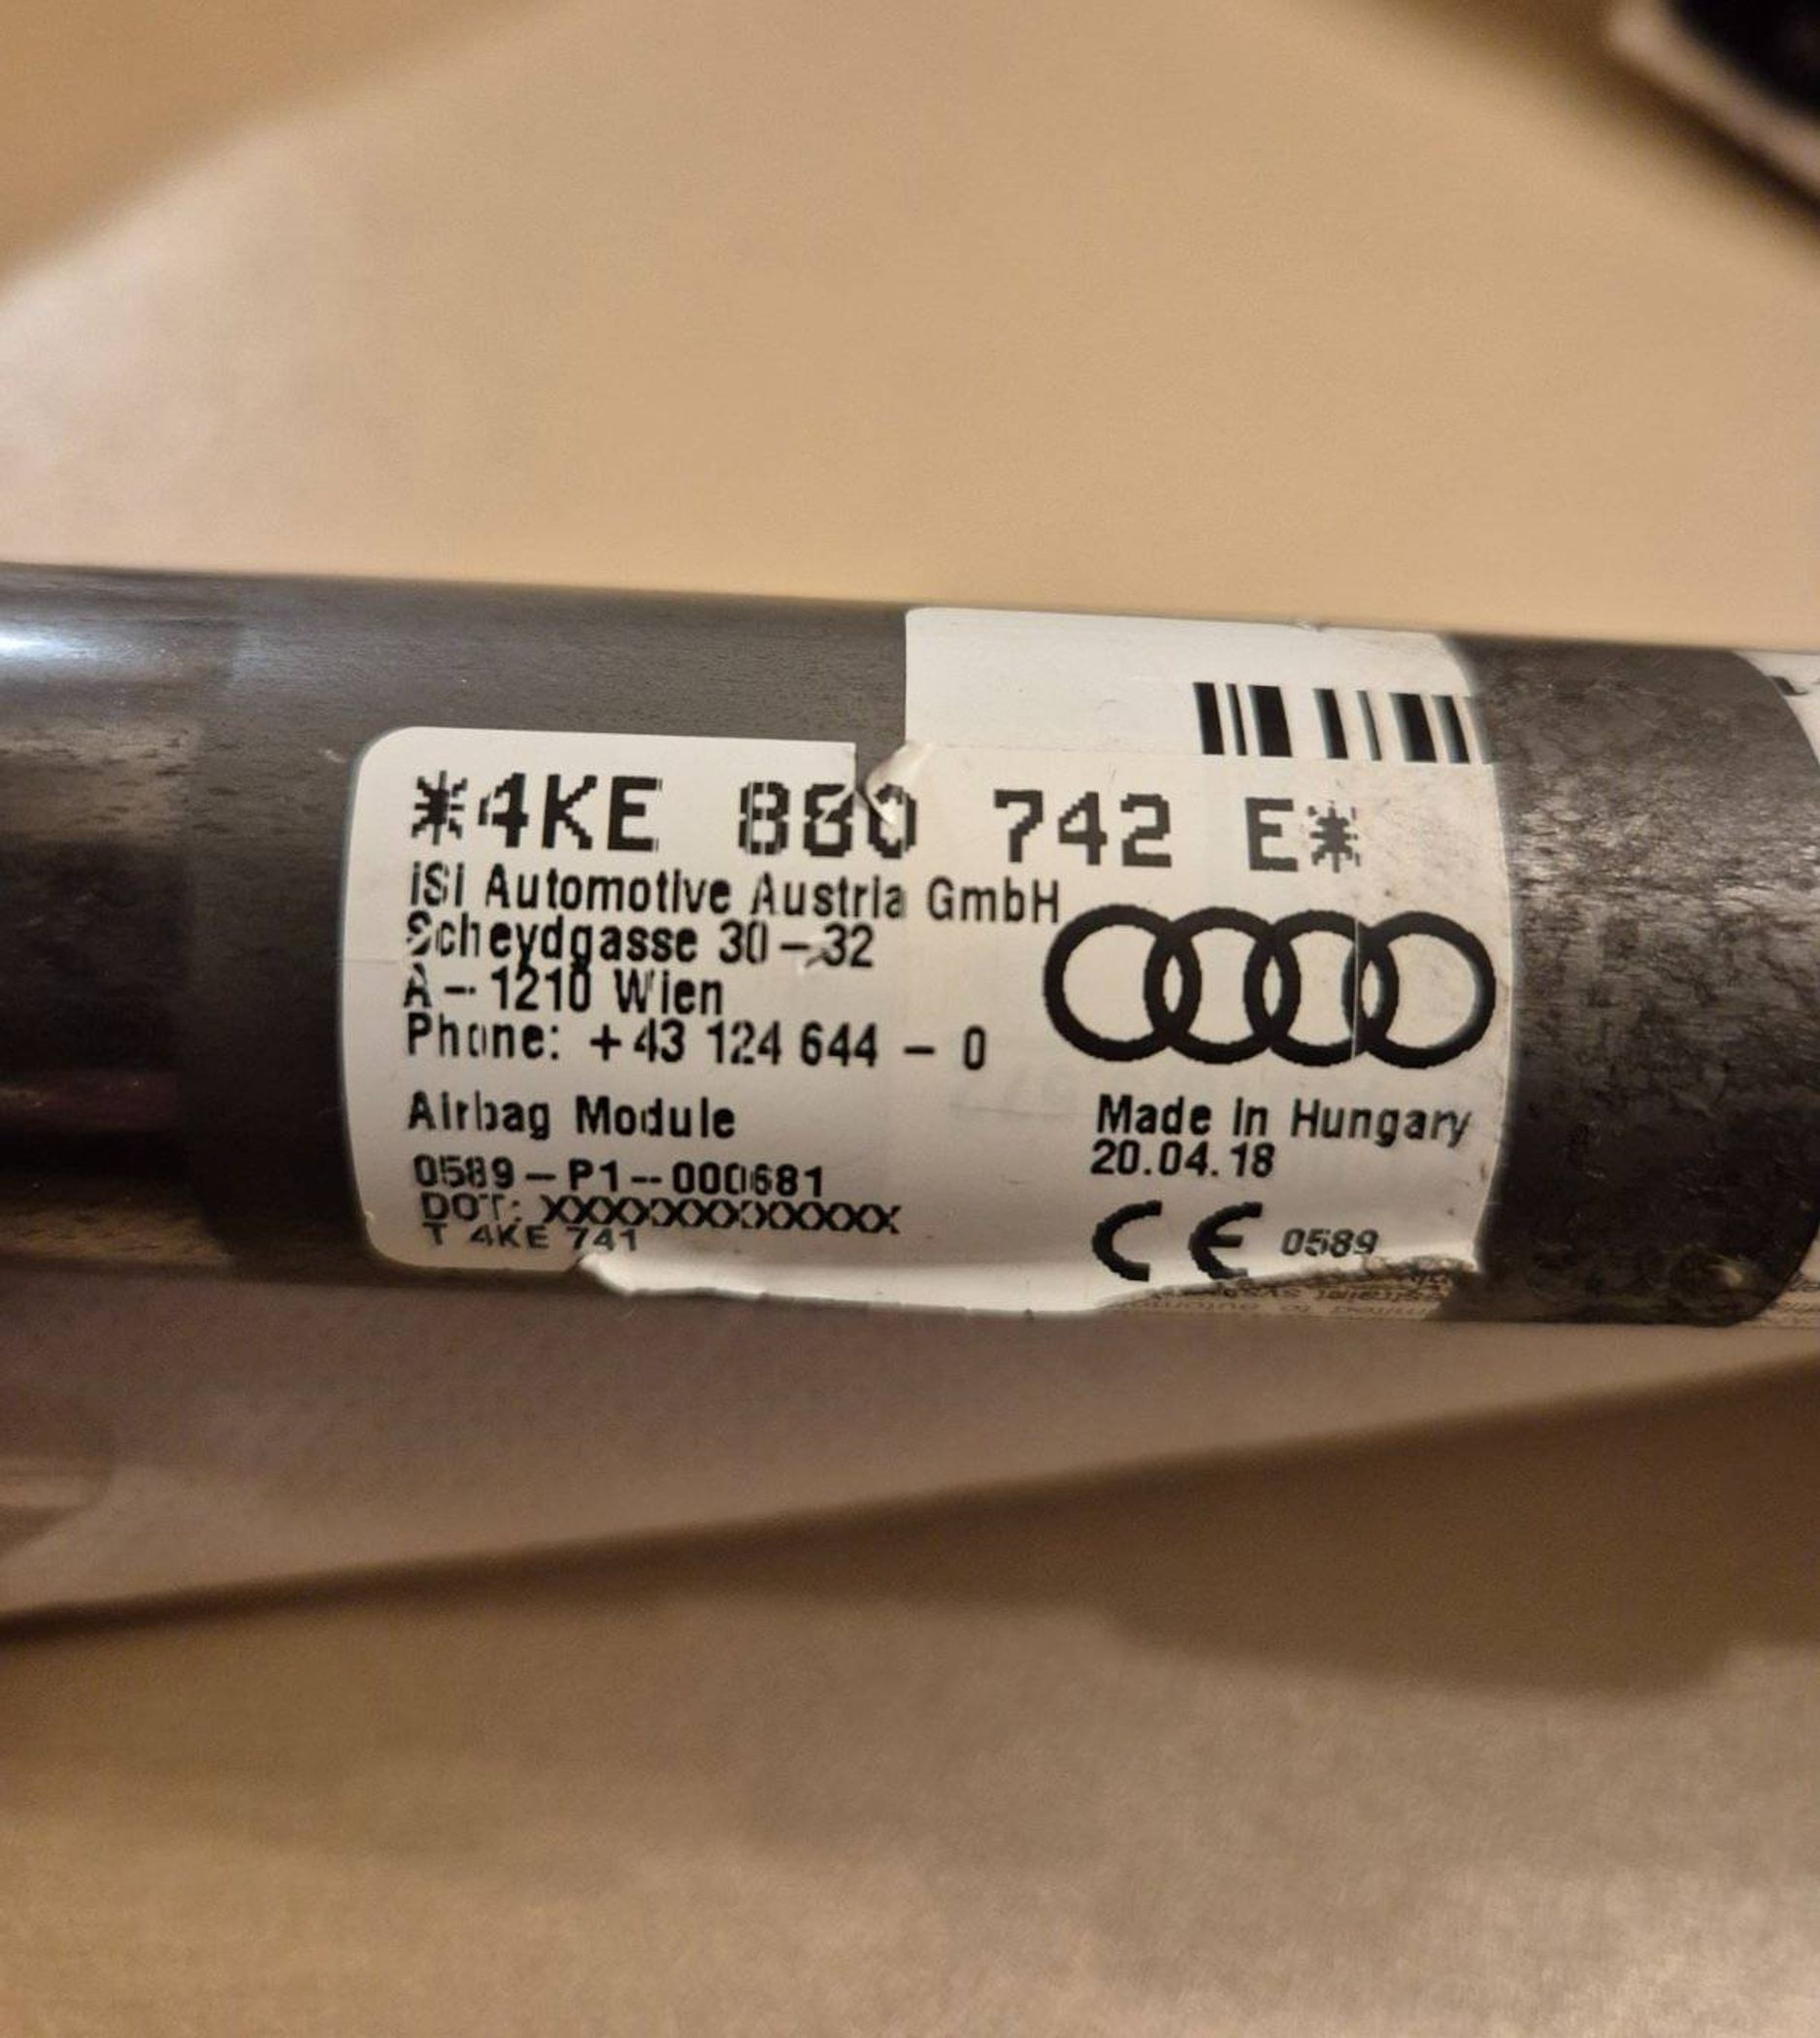 *4KE 880 742 E*
iSi Automotive Austria GmbH
Scheydgasse 30-32
A-1210 Wien
Phone: +43 124 644 - 0
Airbag Module
Made in Hungary
20.04.18
0589-P1-000681
DOT: XXXXXXXXXXXXX
T 4KE 741
CE 0589